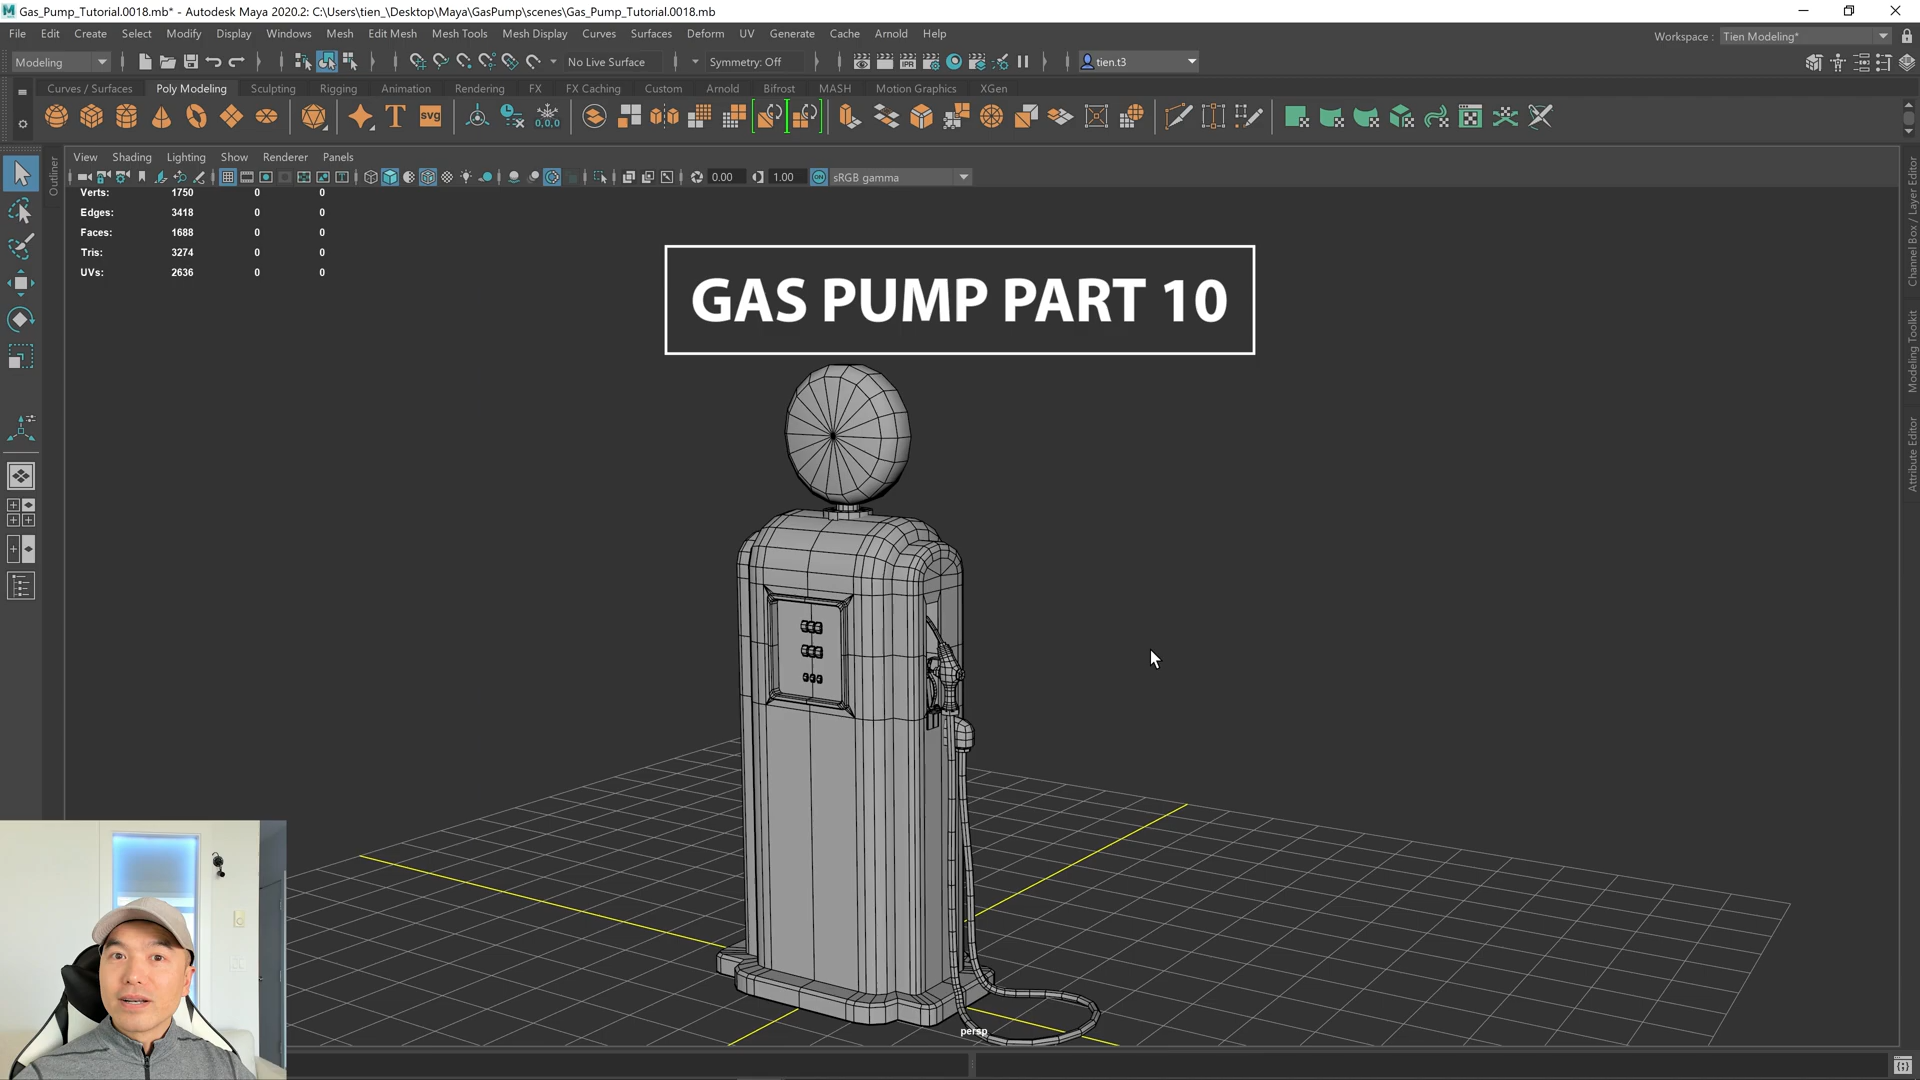 Gas_Pump_Tutorial.0018.mb* - Autodesk Maya 2020.2: C:\Users\tien_\Desktop\Maya\GasPump\scenes\Gas_Pump_Tutorial.0018.mb
File Edit Create Select Modify Display Windows Mesh Edit Mesh Mesh Tools Mesh Display Curves Surfaces Deform UV Generate Cache Arnold Help
Workspace : Tien Modeling*
Modeling No Live Surface Symmetry: Off tien.t3
Curves / Surfaces Poly Modeling Sculpting Rigging Animation Rendering FX FX Caching Custom Arnold Bifrost MASH Motion Graphics XGen
T svg 0,0,0
View Shading Lighting Show Renderer Panels
0.00 1.00 ON sRGB gamma
Verts: 1750 0 0
Edges: 3418 0 0
Faces: 1688 0 0
Tris: 3274 0 0
UVs: 2636 0 0
GAS PUMP PART 10
persp
Outliner
Channel Box / Layer Editor
Modeling Toolkit
Attribute Editor